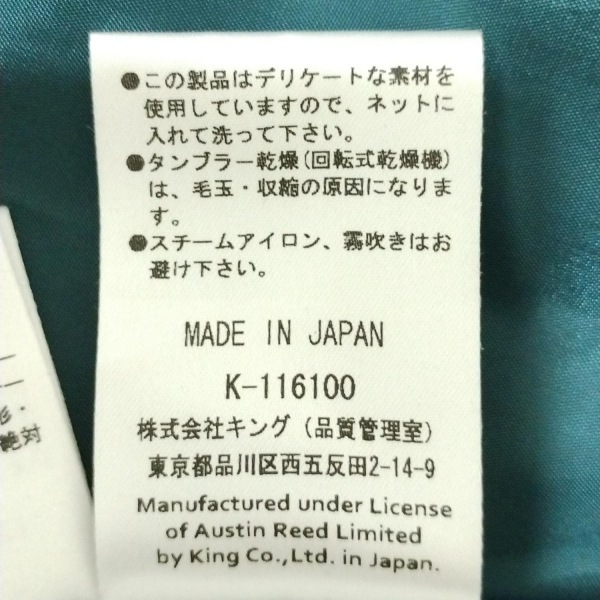 ●この製品はデリケートな素材を
使用していますので、ネットに
入れて洗って下さい。
●タンブラー乾燥(回転式乾燥機)
は、毛玉・収縮の原因になりま
す。
●スチームアイロン、霧吹きはお
避け下さい。
MADE IN JAPAN
K-116100
株式会社キング(品質管理室)
東京都品川区西五反田2-14-9
Manufactured under License
of Austin Reed Limited
by King Co.,Ltd. in Japan.
絶対